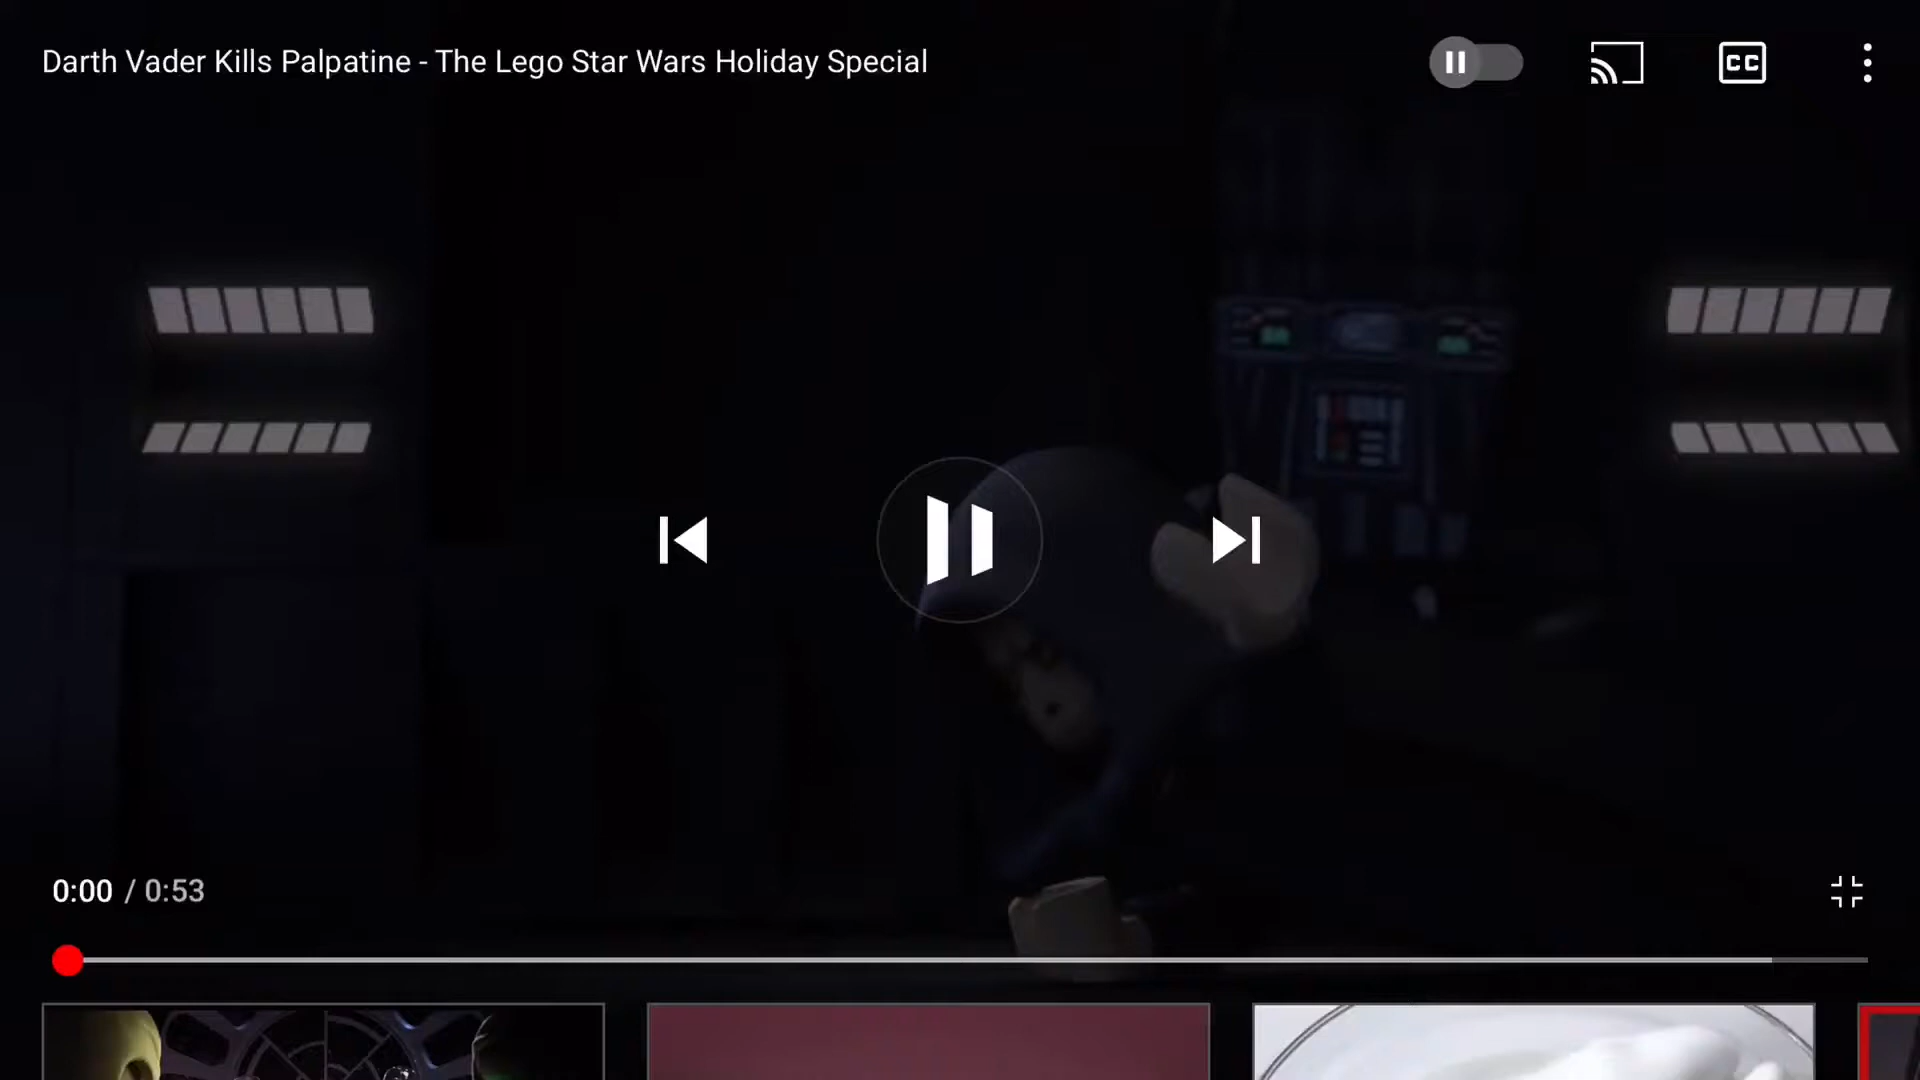 Darth Vader Kills Palpatine - The Lego Star Wars Holiday Special
CC
0:00 / 0:53